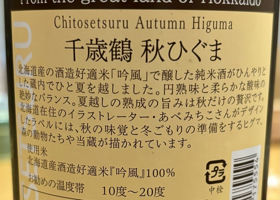 From the great land of Hokkaido
Chitosetsuru Autumn Higuma
千歳鶴 秋ひぐま
北海道産の酒造好適米『吟風』で醸した純米酒がひんやりと
した蔵内でひと夏を越しました。円熟味と柔らかな酸味の
絶妙なバランス。夏越しの熟成の旨みは秋だけの贅沢です。
北海道在住のイラストレーター・あべみちこさんがデザイン
したラベルには、秋の味覚と冬ごもりの準備をするヒグマ、
森の動物たちや当蔵が描かれています。
使用米
北海道産酒造好適米『吟風』100%
お勧めの温度帯
10度～20度
プラ
中栓